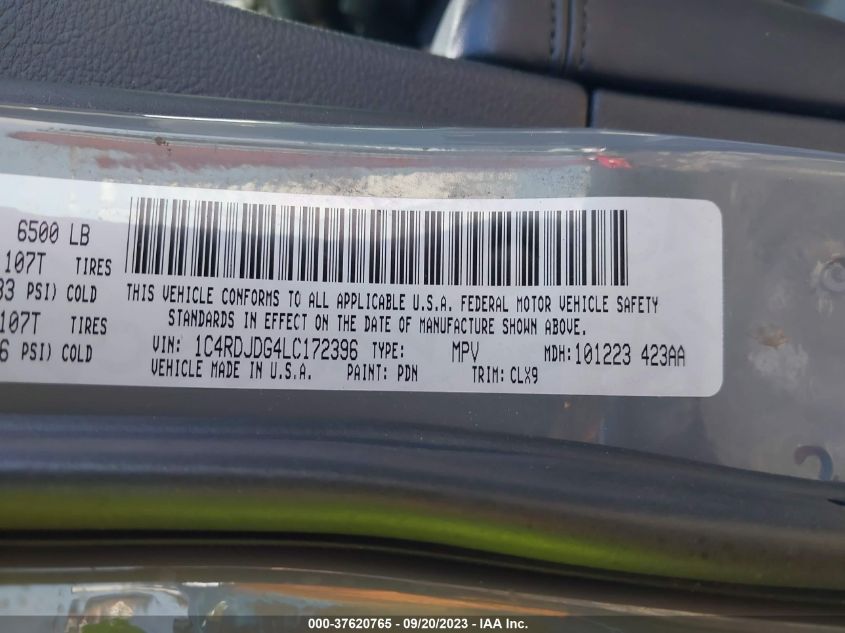 6500 LB
107T TIRES
33 PSI) COLD
107T TIRES
6 PSI) COLD
THIS VEHICLE CONFORMS TO ALL APPLICABLE U.S.A. FEDERAL MOTOR VEHICLE SAFETY
STANDARDS IN EFFECT ON THE DATE OF MANUFACTURE SHOWN ABOVE.
VIN: 1C4RDJDG4LC172396 TYPE: MPV MDH:101223 423AA
VEHICLE MADE IN U.S.A. PAINT: PDN TRIM: CLX9
000-37620765 - 09/20/2023 - IAA Inc.